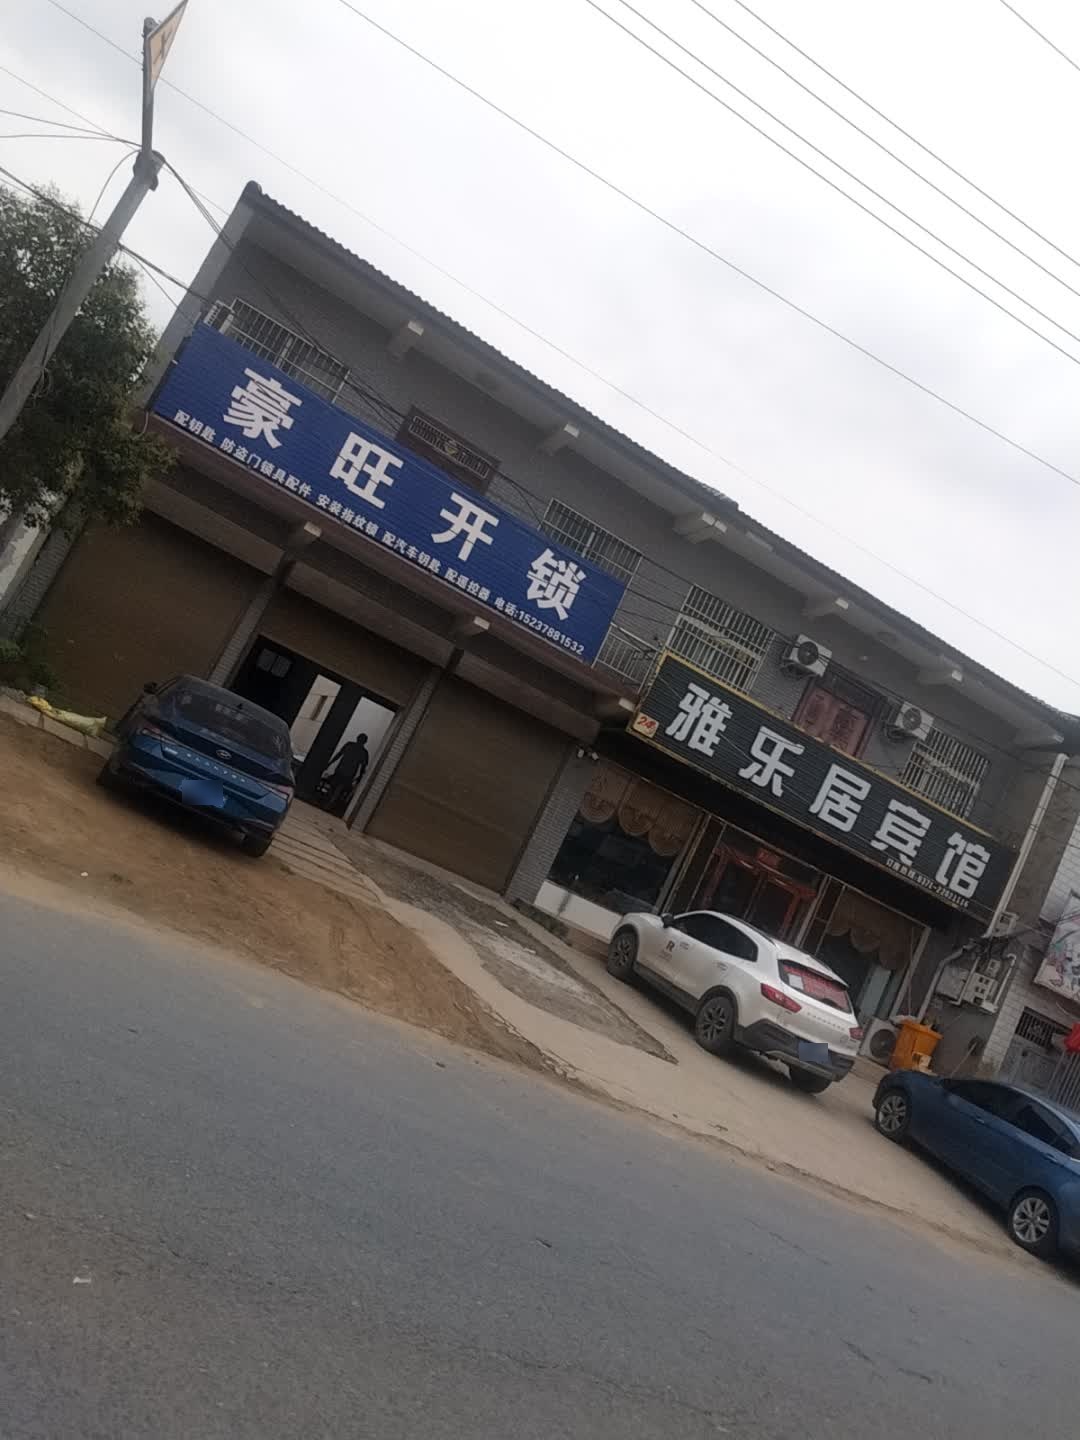 豪旺开锁
配钥匙 防盗门锁具配件 安装指纹锁 配汽车钥匙 配遥控器 电话:15237881532
24
雅乐居宾馆